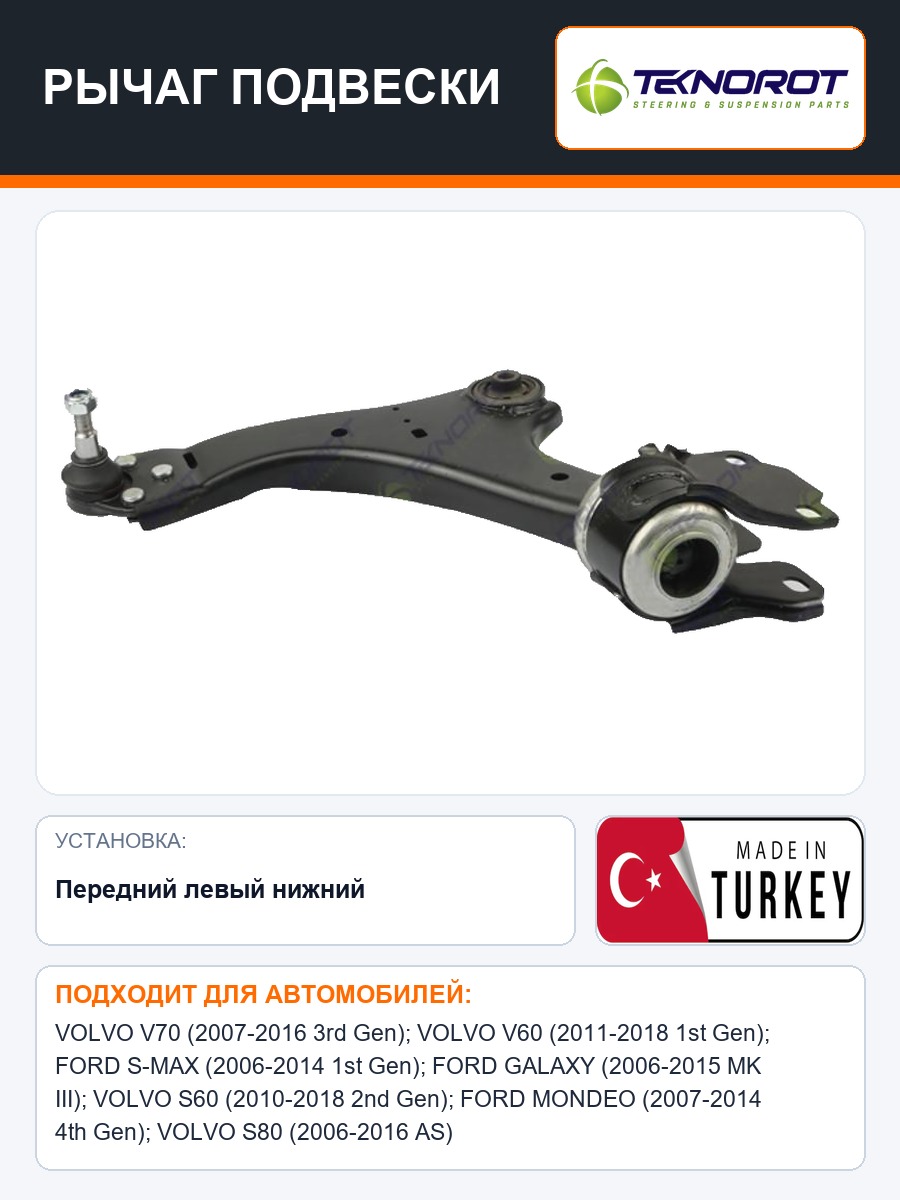 РЫЧАГ ПОДВЕСКИ
TEKNOROT
STEERING & SUSPENSION PARTS
УСТАНОВКА:
Передний левый нижний
MADE IN
TURKEY
ПОДХОДИТ ДЛЯ АВТОМОБИЛЕЙ:
VOLVO V70 (2007-2016 3rd Gen); VOLVO V60 (2011-2018 1st Gen);
FORD S-MAX (2006-2014 1st Gen); FORD GALAXY (2006-2015 MK
III); VOLVO S60 (2010-2018 2nd Gen); FORD MONDEO (2007-2014
4th Gen); VOLVO S80 (2006-2016 AS)